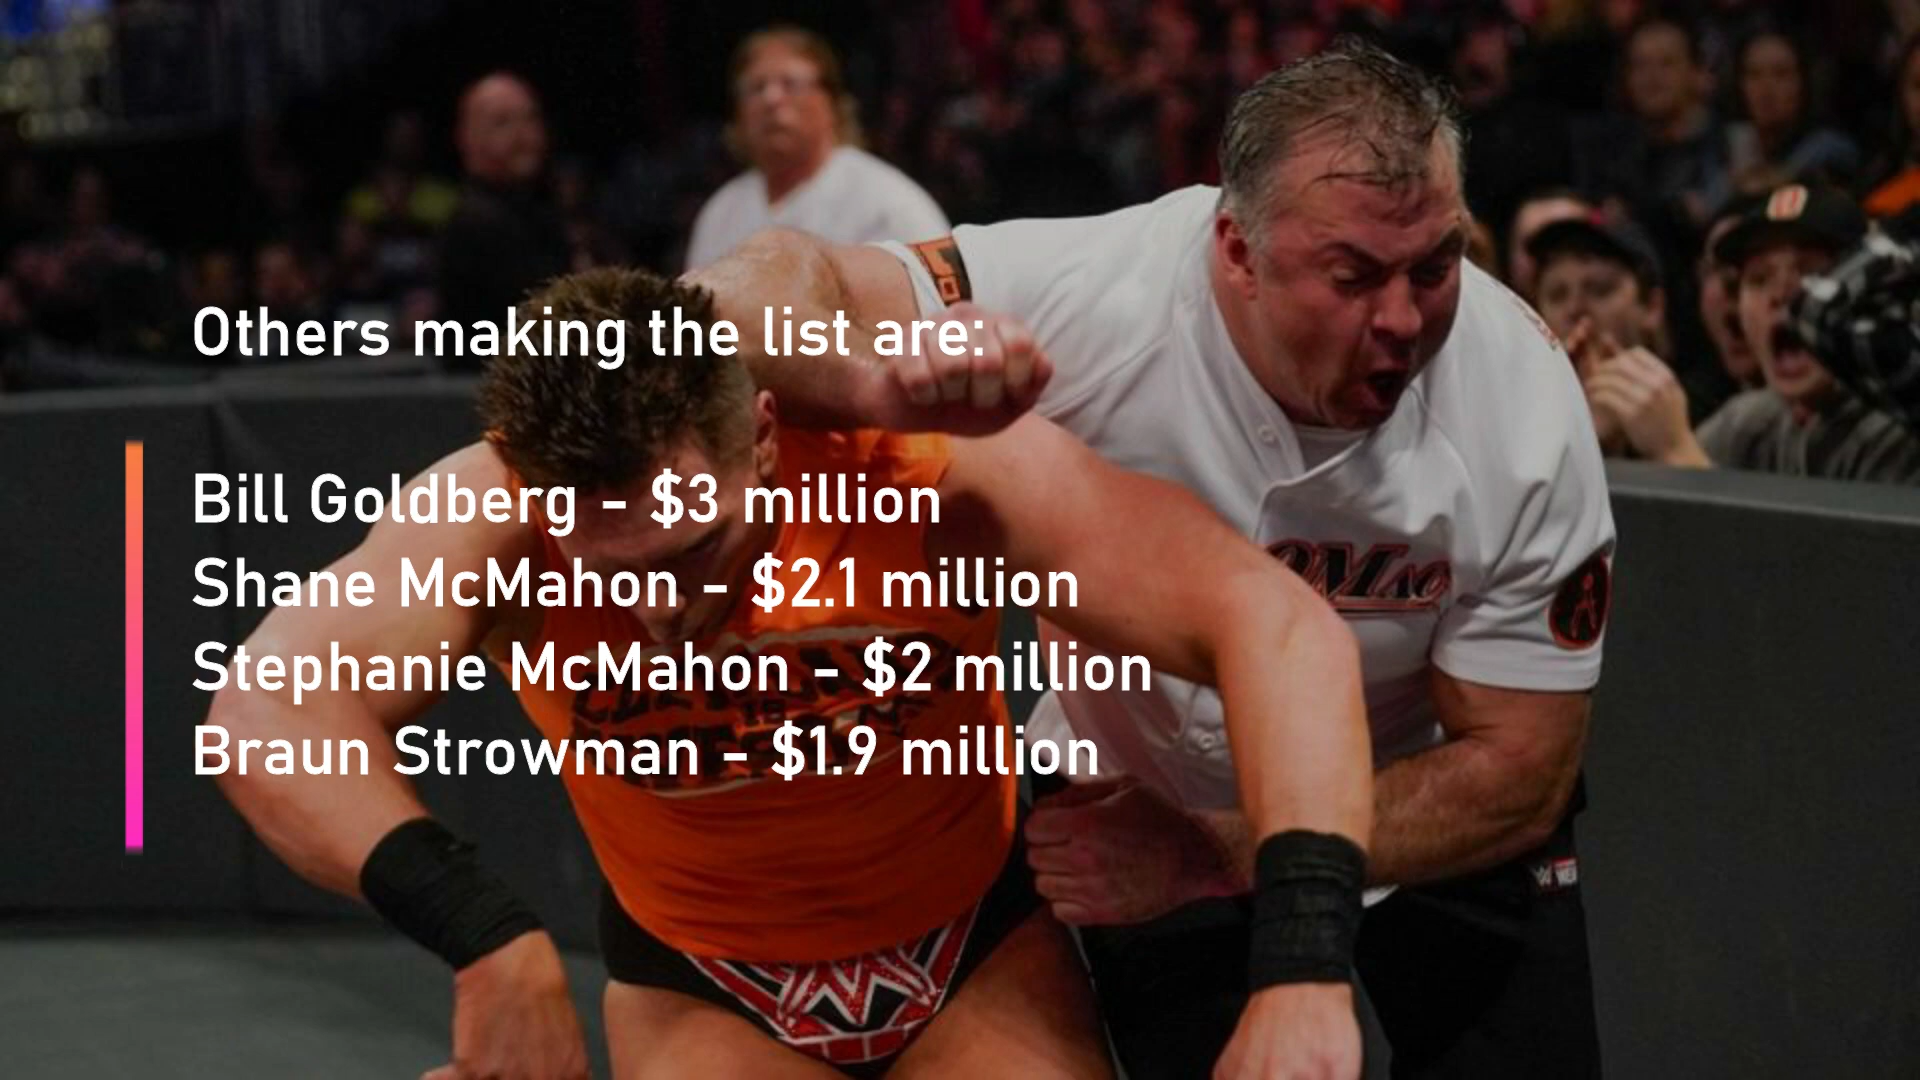 Others making the list are:
Bill Goldberg - $3 million
Shane McMahon - $2.1 million
Stephanie McMahon - $2 million
Braun Strowman - $1.9 million